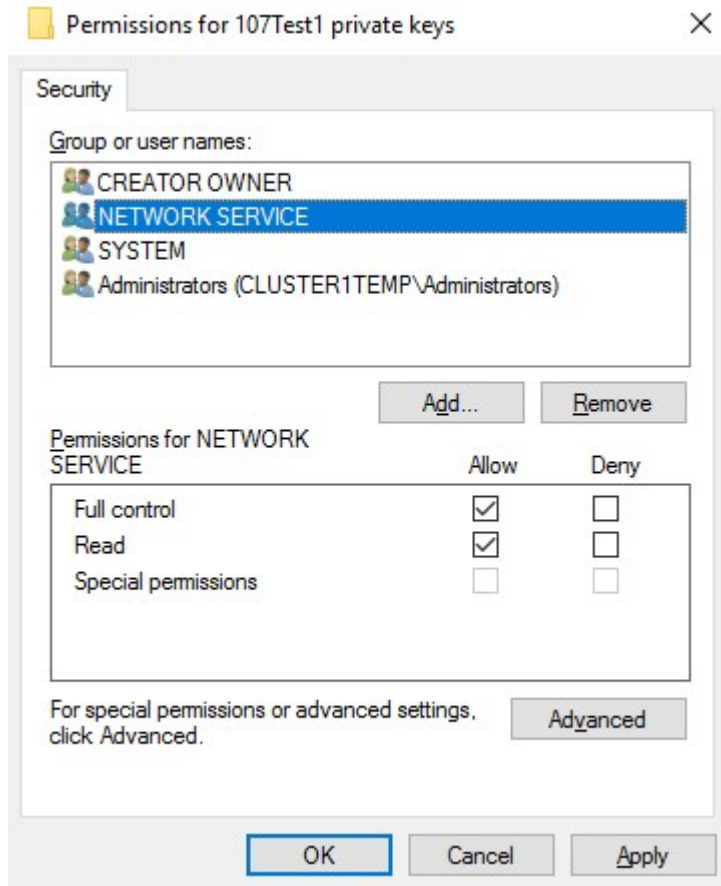 Permissions for 107Test1 private keys
Security
Group or user names:
CREATOR OWNER
NETWORK SERVICE
SYSTEM
Administrators (CLUSTER1TEMP\Administrators)
Add... Remove
Permissions for NETWORK
SERVICE Allow Deny
Full control
Read
Special permissions
For special permissions or advanced settings,
click Advanced.
Advanced
OK Cancel Apply